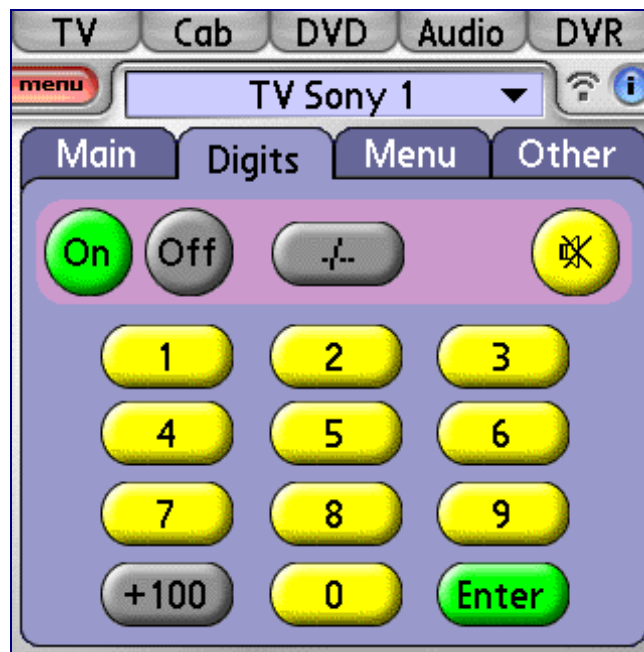 TV Cab DVD Audio DVR
menu TV Sony 1 i
Main Digits Menu Other
On Off -/--
1 2 3
4 5 6
7 8 9
+100 0 Enter